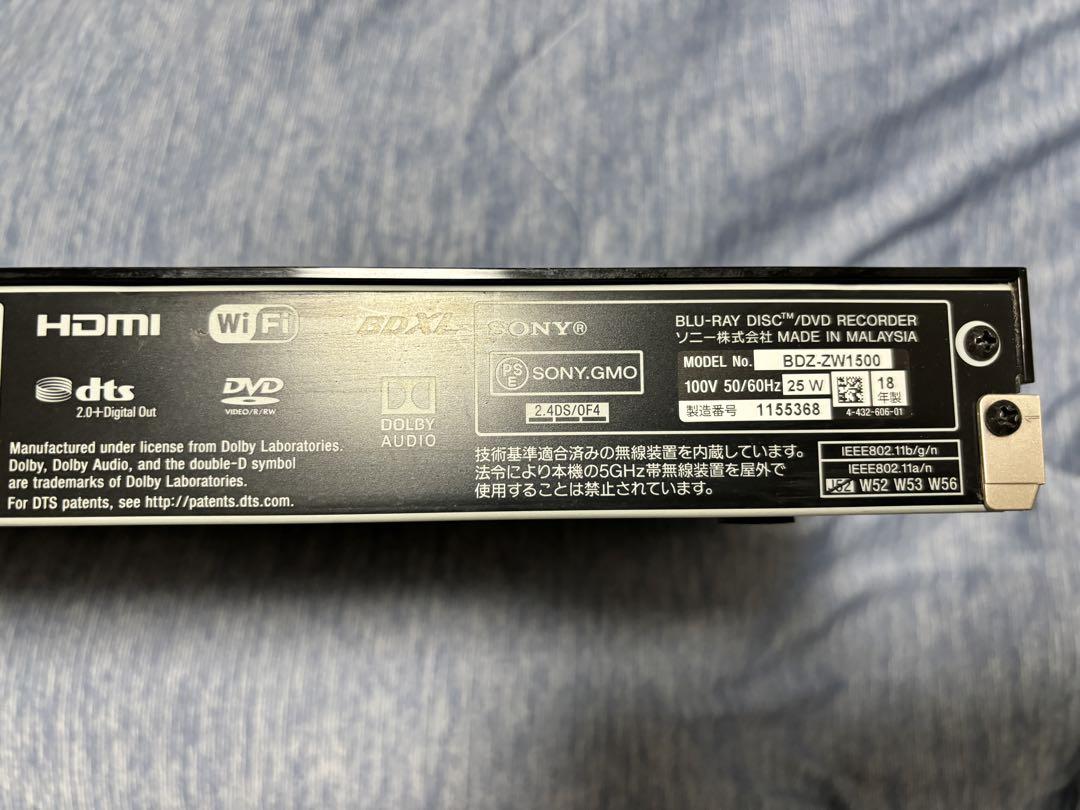 HDMI
Wi Fi
BDXL
dts
2.0+Digital Out
DVD
VIDEO/R/RW
DOLBY
AUDIO
Manufactured under license from Dolby Laboratories.
Dolby, Dolby Audio, and the double-D symbol
are trademarks of Dolby Laboratories.
For DTS patents, see http://patents.dts.com.
SONY®
BLU-RAY DISC™/DVD RECORDER
ソニー株式会社 MADE IN MALAYSIA
PS
E
SONY.GMO
2.4DS/OF4
MODEL No. BDZ-ZW1500
100V 50/60Hz 25 W
18
年製
製造番号 1155368
4-432-606-01
技術基準適合済みの無線装置を内蔵しています。
法令により本機の5GHz帯無線装置を屋外で
使用することは禁止されています。
IEEE802.11b/g/n
IEEE802.11a/n
J52 W52 W53 W56